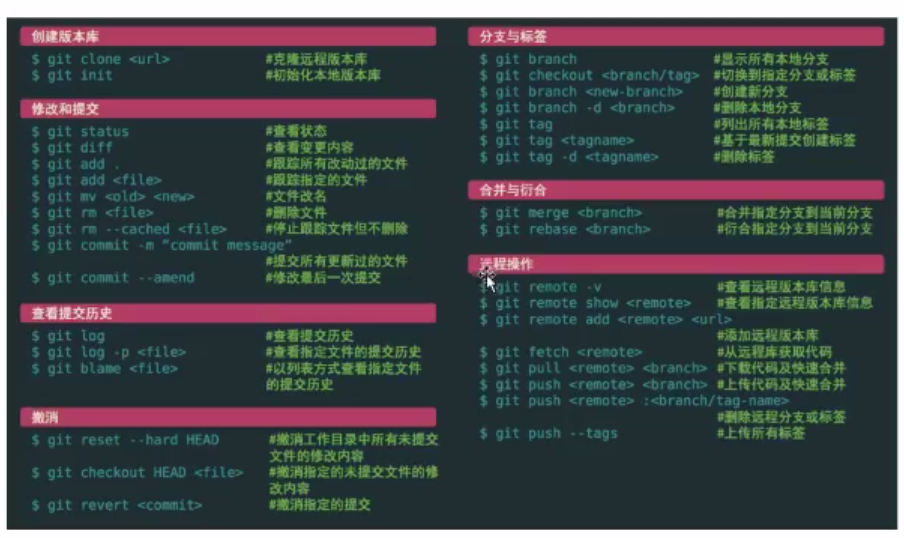 创建版本库
$ git clone <url> #克隆远程版本库
$ git init #初始化本地版本库
修改和提交
$ git status #查看状态
$ git diff #查看变更内容
$ git add . #跟踪所有改动过的文件
$ git add <file> #跟踪指定的文件
$ git mv <old> <new> #文件改名
$ git rm <file> #删除文件
$ git rm --cached <file> #停止跟踪文件但不删除
$ git commit -m “commit message”
#提交所有更新过的文件
$ git commit --amend #修改最后一次提交
查看提交历史
$ git log #查看提交历史
$ git log -p <file> #查看指定文件的提交历史
$ git blame <file> #以列表方式查看指定文件
的提交历史
撤消
$ git reset --hard HEAD #撤消工作目录中所有未提交
文件的修改内容
$ git checkout HEAD <file> #撤消指定的未提交文件的修
改内容
$ git revert <commit> #撤消指定的提交
分支与标签
$ git branch #显示所有本地分支
$ git checkout <branch/tag> #切换到指定分支或标签
$ git branch <new-branch> #创建新分支
$ git branch -d <branch> #删除本地分支
$ git tag #列出所有本地标签
$ git tag <tagname> #基于最新提交创建标签
$ git tag -d <tagname> #删除标签
合并与衍合
$ git merge <branch> #合并指定分支到当前分支
$ git rebase <branch> #衍合指定分支到当前分支
远程操作
$ git remote -v #查看远程版本库信息
$ git remote show <remote> #查看指定远程版本库信息
$ git remote add <remote> <url>
#添加远程版本库
$ git fetch <remote> #从远程库获取代码
$ git pull <remote> <branch> #下载代码及快速合并
$ git push <remote> <branch> #上传代码及快速合并
$ git push <remote> :<branch/tag-name>
#删除远程分支或标签
$ git push --tags #上传所有标签